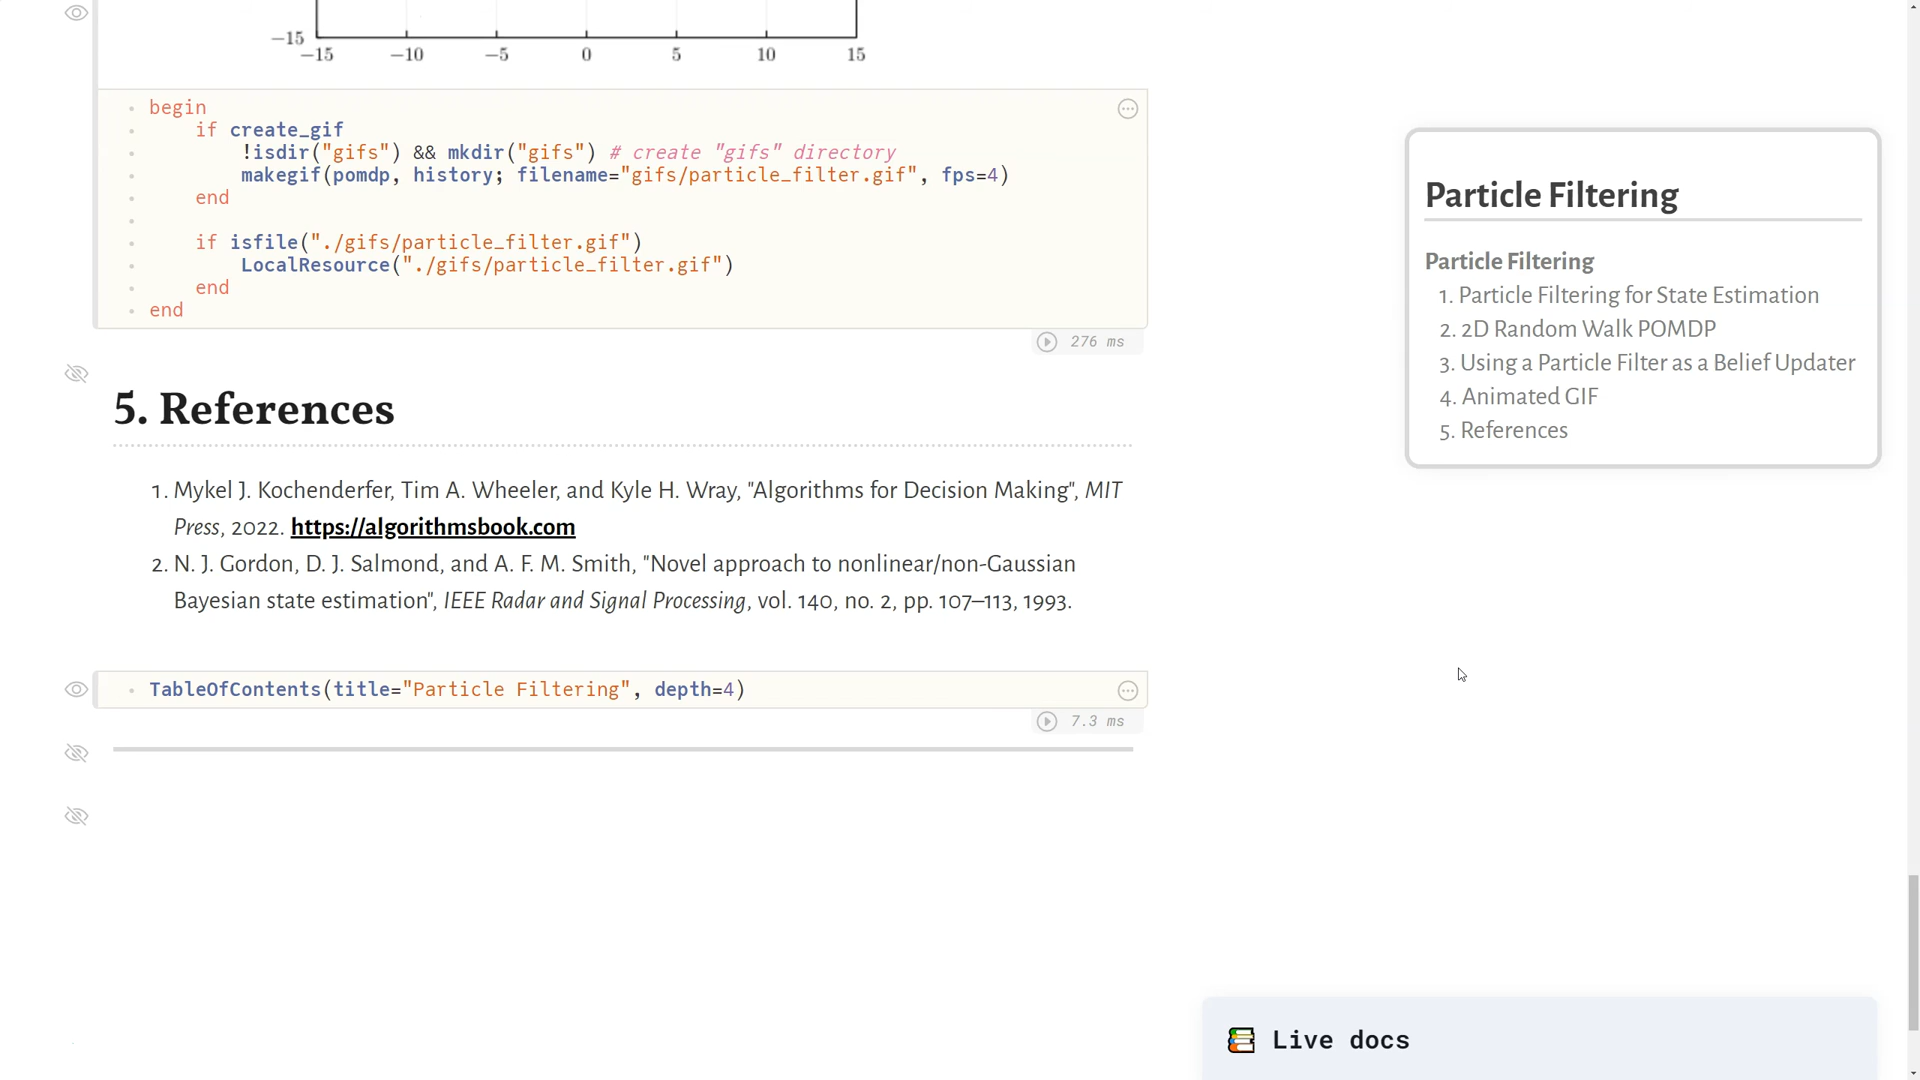 −15
−15 −10 −5 0 5 10 15
begin
if create_gif
!isdir("gifs") && mkdir("gifs") # create "gifs" directory
makegif(pomdp, history; filename="gifs/particle_filter.gif", fps=4)
end
if isfile("./gifs/particle_filter.gif")
LocalResource("./gifs/particle_filter.gif")
end
end
276 ms
5. References
1. Mykel J. Kochenderfer, Tim A. Wheeler, and Kyle H. Wray, "Algorithms for Decision Making", MIT
Press, 2022. https://algorithmsbook.com
2. N. J. Gordon, D. J. Salmond, and A. F. M. Smith, "Novel approach to nonlinear/non-Gaussian
Bayesian state estimation", IEEE Radar and Signal Processing, vol. 140, no. 2, pp. 107–113, 1993.
TableOfContents(title="Particle Filtering", depth=4)
7.3 ms
Particle Filtering
Particle Filtering
1. Particle Filtering for State Estimation
2. 2D Random Walk POMDP
3. Using a Particle Filter as a Belief Updater
4. Animated GIF
5. References
Live docs